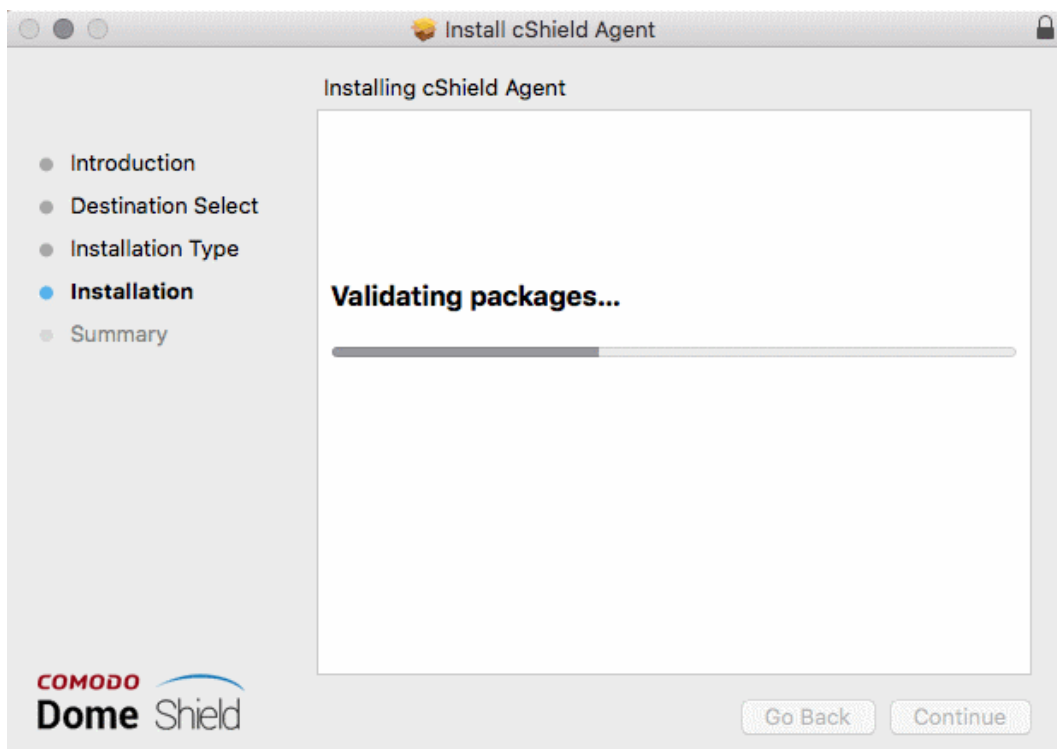 Install cShield Agent
Installing cShield Agent
Introduction
Destination Select
Installation Type
Installation
Summary
Validating packages...
COMODO
Dome Shield
Go Back
Continue